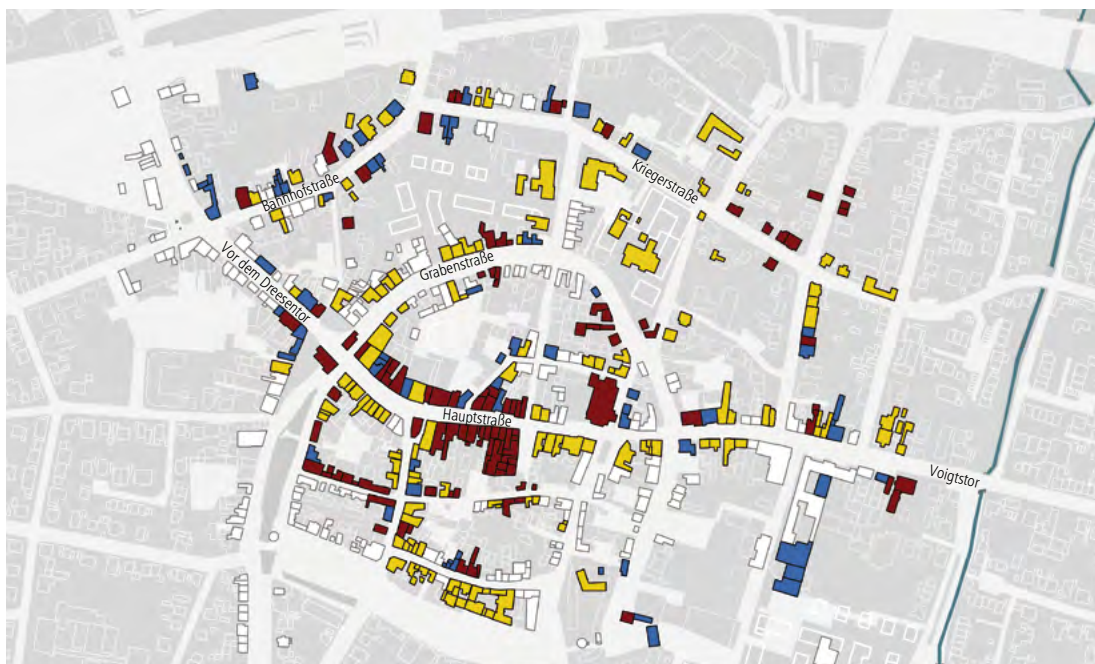 Kriegerstraße
Bahnhofstraße
Grabenstraße
Vor dem Dreesentor
Hauptstraße
Voigtstor